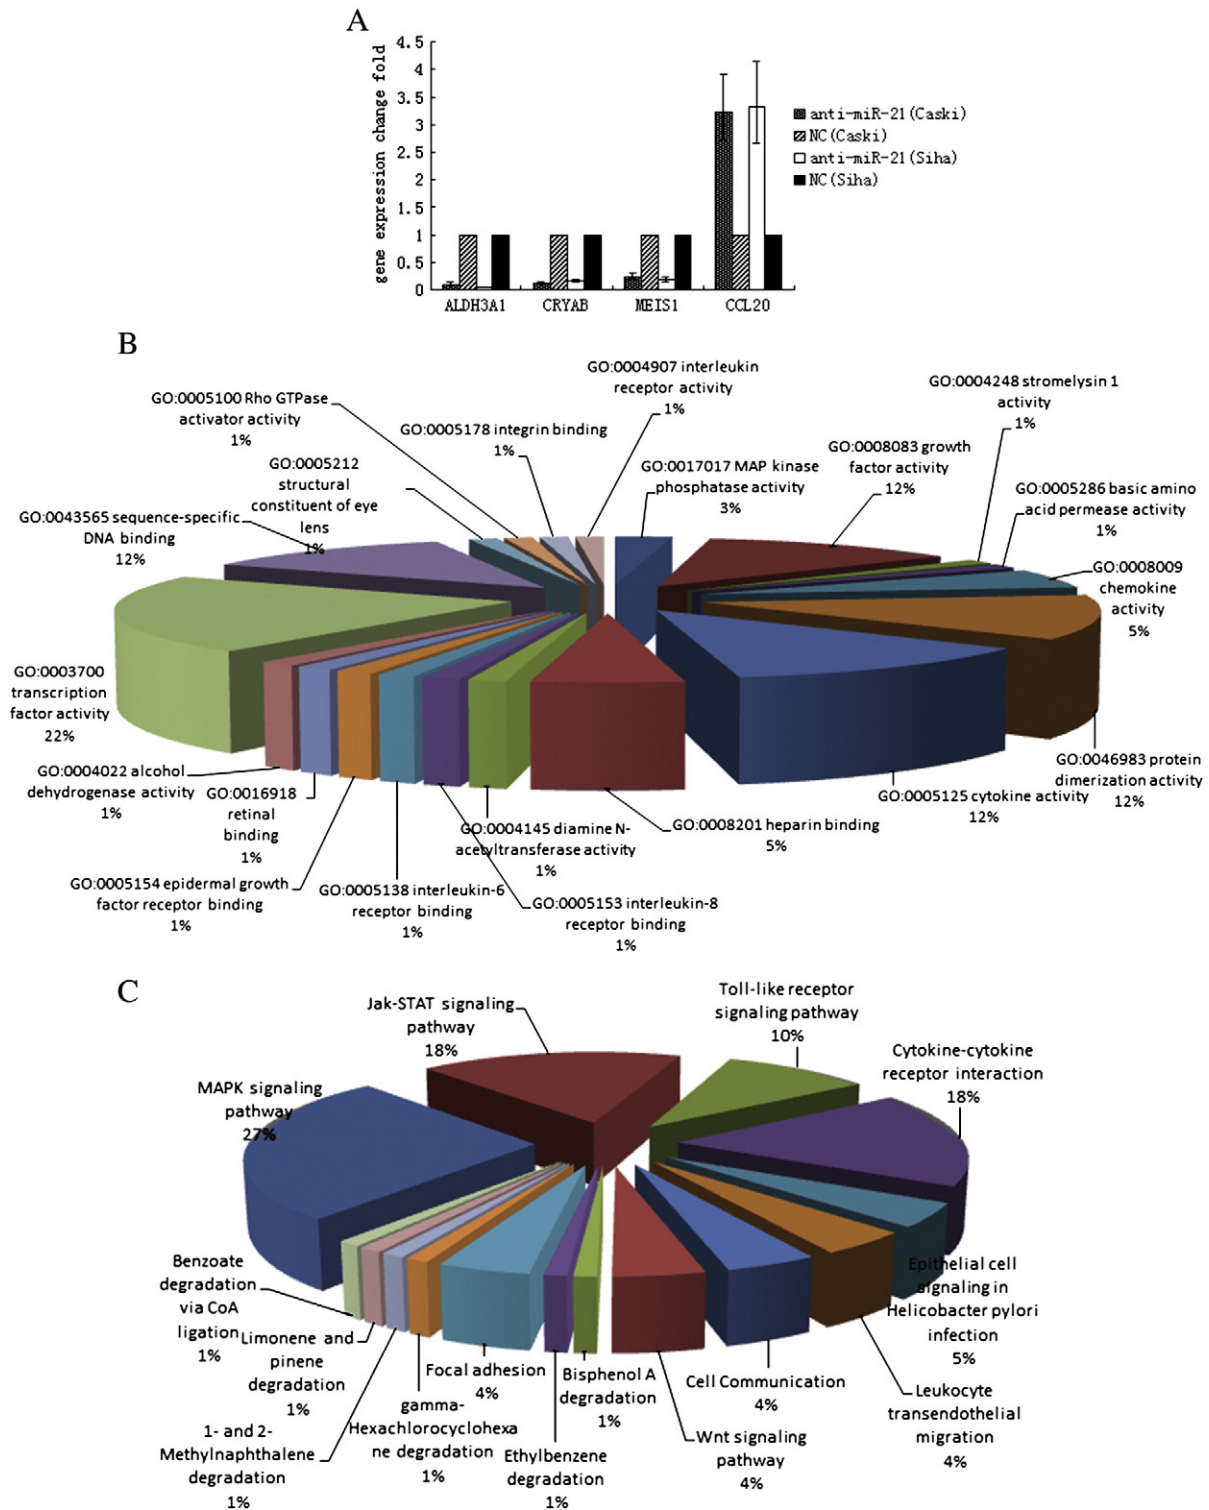 A
gene expression change fold
4.5
4
3.5
3
2.5
2
1.5
1
0.5
0
ALDH3A1
CRYAB
MEIS1
CCL20
anti-miR-21(Caski)
NC(Caski)
anti-miR-21(Siha)
NC(Siha)
B
GO:0004907 interleukin
receptor activity
1%
GO:0004248 stromelysin 1
activity
1%
GO:0005100 Rho GTPase
activator activity
1%
GO:0005178 integrin binding
1%
GO:0017017 MAP kinase
phosphatase activity
3%
GO:0008083 growth
factor activity
12%
GO:0005286 basic amino
acid permease activity
1%
GO:0005212
structural
constituent of eye
lens
1%
GO:0043565 sequence-specific
DNA binding
12%
GO:0008009
chemokine
activity
5%
GO:0003700
transcription
factor activity
22%
GO:0046983 protein
dimerization activity
12%
GO:0004022 alcohol
dehydrogenase activity
1%
GO:0016918
retinal
binding
1%
GO:0005125 cytokine activity
12%
GO:0008201 heparin binding
5%
GO:0004145 diamine N-
acetyltransferase activity
1%
GO:0005154 epidermal growth
factor receptor binding
1%
GO:0005138 interleukin-6
receptor binding
1%
GO:0005153 interleukin-8
receptor binding
1%
C
Jak-STAT signaling
pathway
18%
Toll-like receptor
signaling pathway
10%
Cytokine-cytokine
receptor interaction
18%
MAPK signaling
pathway
27%
Benzoate
degradation
via CoA
ligation
1%
Limonene and
pinene
degradation
1%
1- and 2-
Methylnaphthalene
degradation
1%
gamma-
Hexachlorocyclohexa
ne degradation
1%
Focal adhesion
4%
Ethylbenzene
degradation
1%
Bisphenol A
degradation
1%
Wnt signaling
pathway
4%
Cell Communication
4%
Leukocyte
transendothelial
migration
4%
Epithelial cell
signaling in
Helicobacter pylori
infection
5%